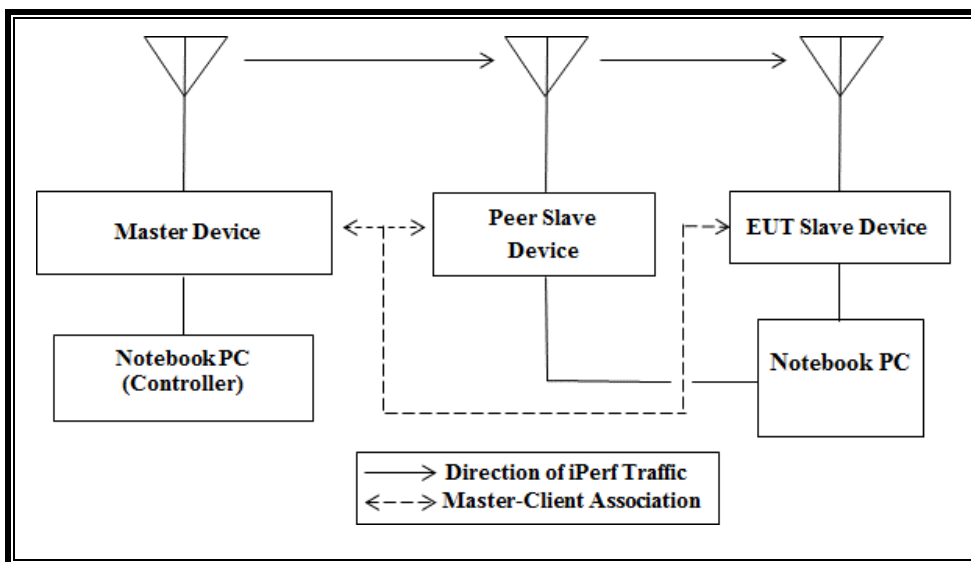 Master Device
Peer Slave
Device
EUT Slave Device
Notebook PC
(Controller)
Notebook PC
Direction of iPerf Traffic
Master-Client Association